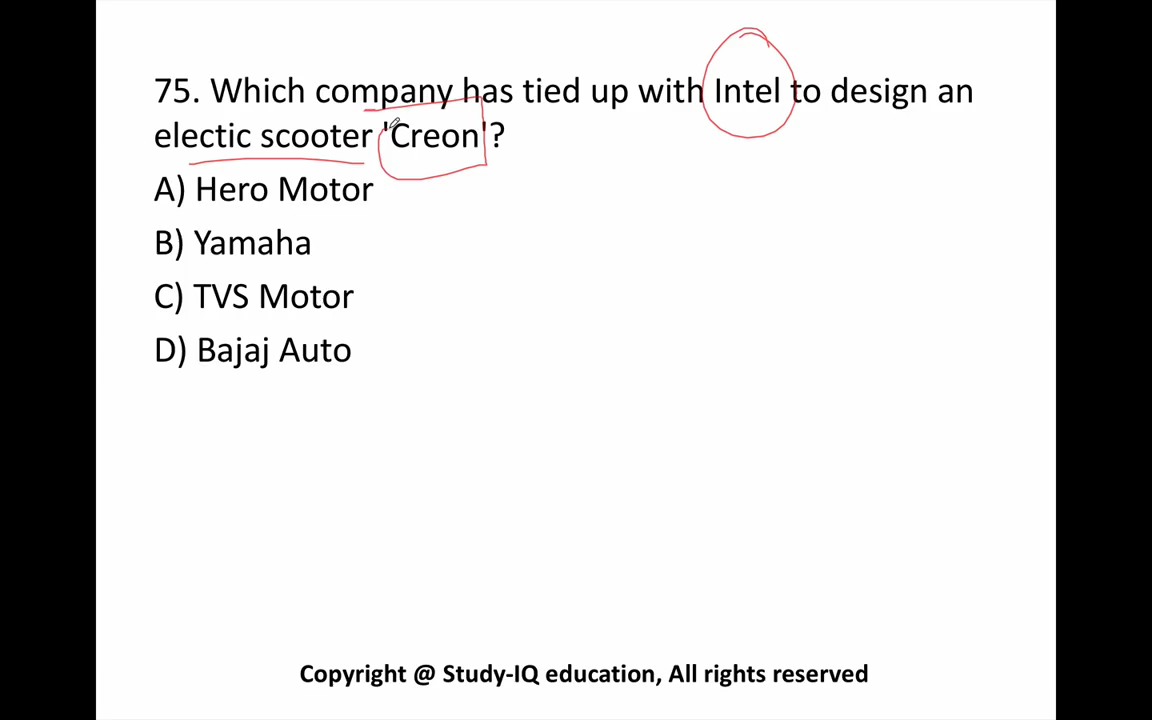 75. Which company has tied up with Intel to design an
electic scooter 'Creon'?
A) Hero Motor
B) Yamaha
C) TVS Motor
D) Bajaj Auto
Copyright @ Study-IQ education, All rights reserved